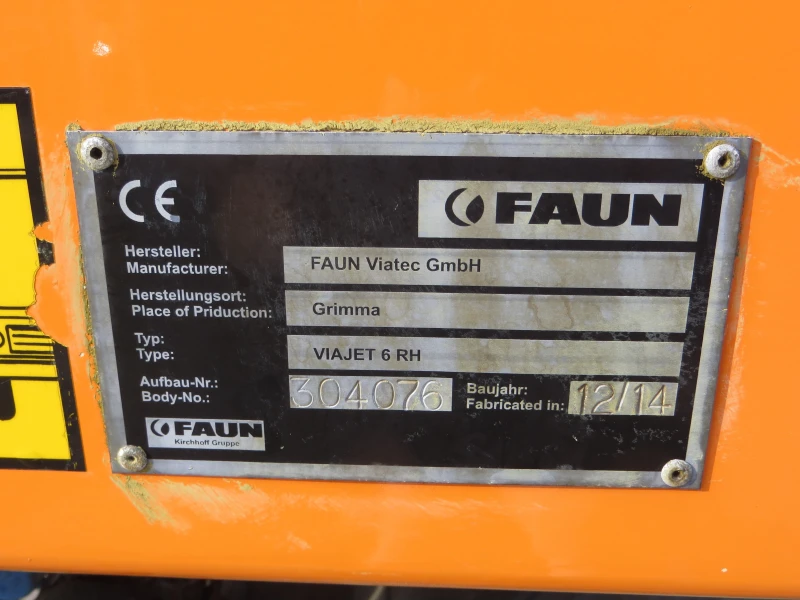 CE
FAUN
Hersteller:
Manufacturer:
FAUN Viatec GmbH
Herstellungsort:
Place of Priduction:
Grimma
Typ:
Type:
VIAJET 6 RH
Aufbau-Nr.:
Body-No.:
304076
Baujahr:
Fabricated in:
12/14
FAUN
Kirchhoff Gruppe